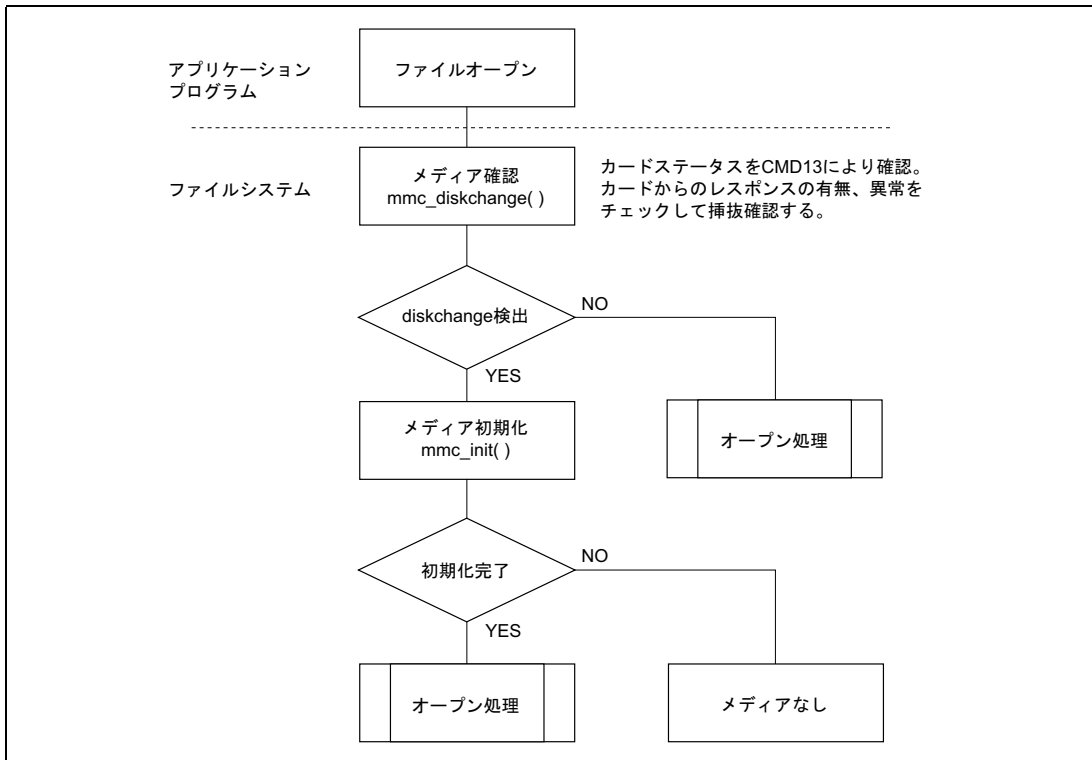 アプリケーション
プログラム
ファイルオープン
ファイルシステム
メディア確認
mmc_diskchange( )
カードステータスをCMD13により確認。
カードからのレスポンスの有無、異常を
チェックして挿抜確認する。
diskchange検出
NO
YES
メディア初期化
mmc_init( )
オープン処理
初期化完了
NO
YES
オープン処理
メディアなし